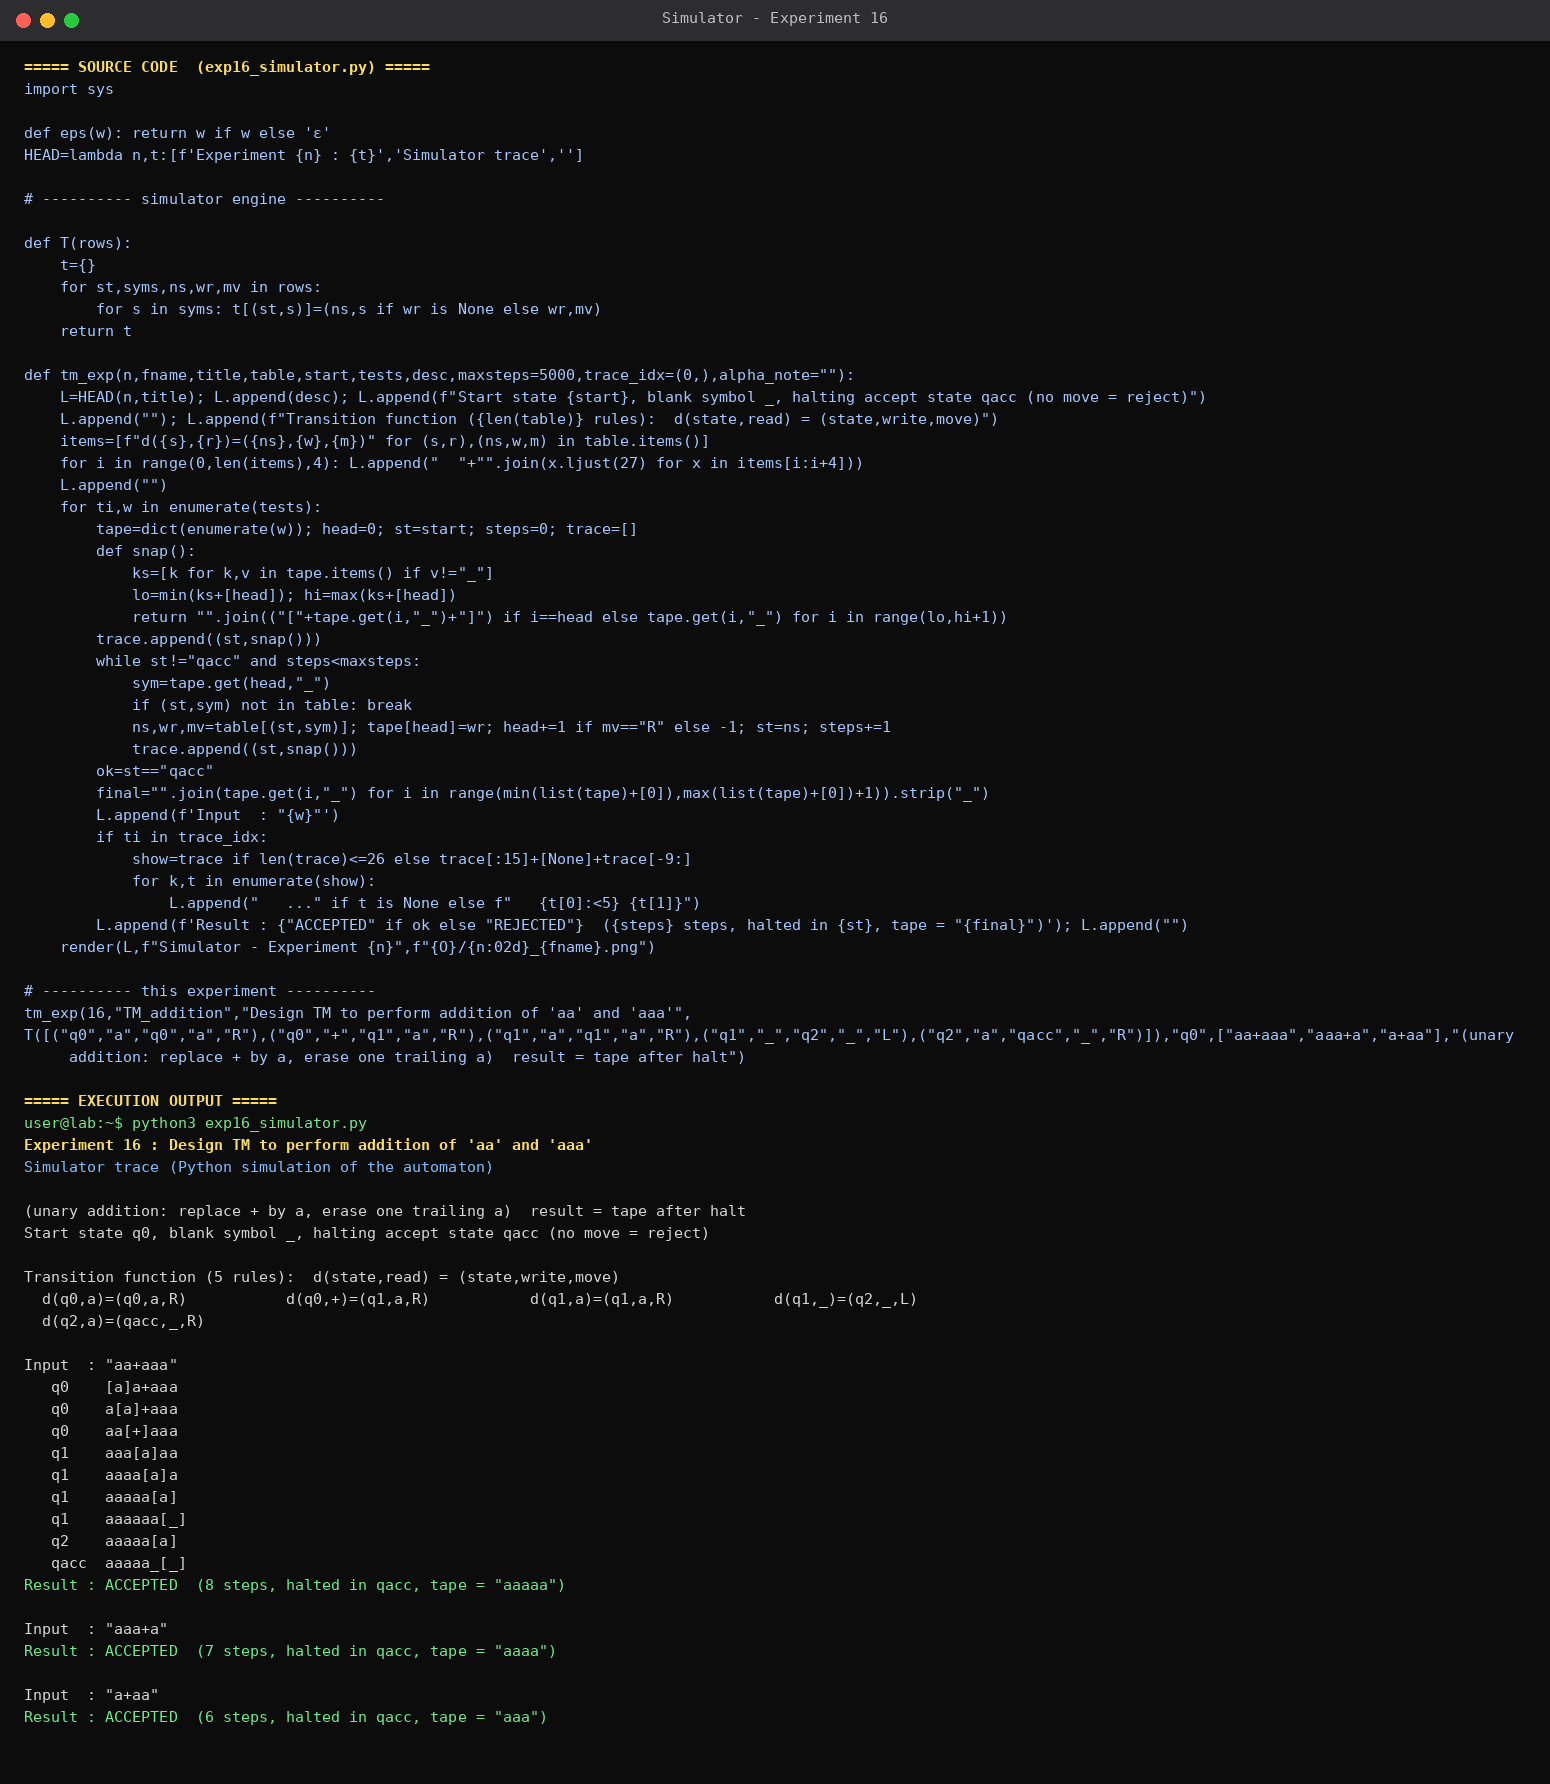 Simulator - Experiment 16
===== SOURCE CODE  (exp16_simulator.py) =====
import sys

def eps(w): return w if w else 'ε'
HEAD=lambda n,t:[f'Experiment {n} : {t}','Simulator trace','']

# ---------- simulator engine ----------

def T(rows):
    t={}
    for st,syms,ns,wr,mv in rows:
        for s in syms: t[(st,s)]=(ns,s if wr is None else wr,mv)
    return t

def tm_exp(n,fname,title,table,start,tests,desc,maxsteps=5000,trace_idx=(0,),alpha_note=""):
    L=HEAD(n,title); L.append(desc); L.append(f"Start state {start}, blank symbol _, halting accept state qacc (no move = reject)")
    L.append(""); L.append(f"Transition function ({len(table)} rules):  d(state,read) = (state,write,move)")
    items=[f"d({s},{r})=({ns},{w},{m})" for (s,r),(ns,w,m) in table.items()]
    for i in range(0,len(items),4): L.append("  "+"".join(x.ljust(27) for x in items[i:i+4]))
    L.append("")
    for ti,w in enumerate(tests):
        tape=dict(enumerate(w)); head=0; st=start; steps=0; trace=[]
        def snap():
            ks=[k for k,v in tape.items() if v!="_"]
            lo=min(ks+[head]); hi=max(ks+[head])
            return "".join(("["+tape.get(i,"_")+"]") if i==head else tape.get(i,"_") for i in range(lo,hi+1))
        trace.append((st,snap()))
        while st!="qacc" and steps<maxsteps:
            sym=tape.get(head,"_")
            if (st,sym) not in table: break
            ns,wr,mv=table[(st,sym)]; tape[head]=wr; head+=1 if mv=="R" else -1; st=ns; steps+=1
            trace.append((st,snap()))
        ok=st=="qacc"
        final="".join(tape.get(i,"_") for i in range(min(list(tape)+[0]),max(list(tape)+[0])+1)).strip("_")
        L.append(f'Input  : "{w}"')
        if ti in trace_idx:
            show=trace if len(trace)<=26 else trace[:15]+[None]+trace[-9:]
            for k,t in enumerate(show):
                L.append("   ..." if t is None else f"   {t[0]:<5} {t[1]}")
        L.append(f'Result : {"ACCEPTED" if ok else "REJECTED"}  ({steps} steps, halted in {st}, tape = "{final}")'); L.append("")
    render(L,f"Simulator - Experiment {n}",f"{O}/{n:02d}_{fname}.png")

# ---------- this experiment ----------
tm_exp(16,"TM_addition","Design TM to perform addition of 'aa' and 'aaa'",
T([("q0","a","q0","a","R"),("q0","+","q1","a","R"),("q1","a","q1","a","R"),("q1","_","q2","_","L"),("q2","a","qacc","_","R")]),"q0",["aa+aaa","aaa+a","a+aa"],"(unary
     addition: replace + by a, erase one trailing a)  result = tape after halt")

===== EXECUTION OUTPUT =====
user@lab:~$ python3 exp16_simulator.py
Experiment 16 : Design TM to perform addition of 'aa' and 'aaa'
Simulator trace (Python simulation of the automaton)

(unary addition: replace + by a, erase one trailing a)  result = tape after halt
Start state q0, blank symbol _, halting accept state qacc (no move = reject)

Transition function (5 rules):  d(state,read) = (state,write,move)
  d(q0,a)=(q0,a,R)           d(q0,+)=(q1,a,R)           d(q1,a)=(q1,a,R)           d(q1,_)=(q2,_,L)
  d(q2,a)=(qacc,_,R)

Input  : "aa+aaa"
   q0    [a]a+aaa
   q0    a[a]+aaa
   q0    aa[+]aaa
   q1    aaa[a]aa
   q1    aaaa[a]a
   q1    aaaaa[a]
   q1    aaaaaa[_]
   q2    aaaaa[a]
   qacc  aaaaa_[_]
Result : ACCEPTED  (8 steps, halted in qacc, tape = "aaaaa")

Input  : "aaa+a"
Result : ACCEPTED  (7 steps, halted in qacc, tape = "aaaa")

Input  : "a+aa"
Result : ACCEPTED  (6 steps, halted in qacc, tape = "aaa")